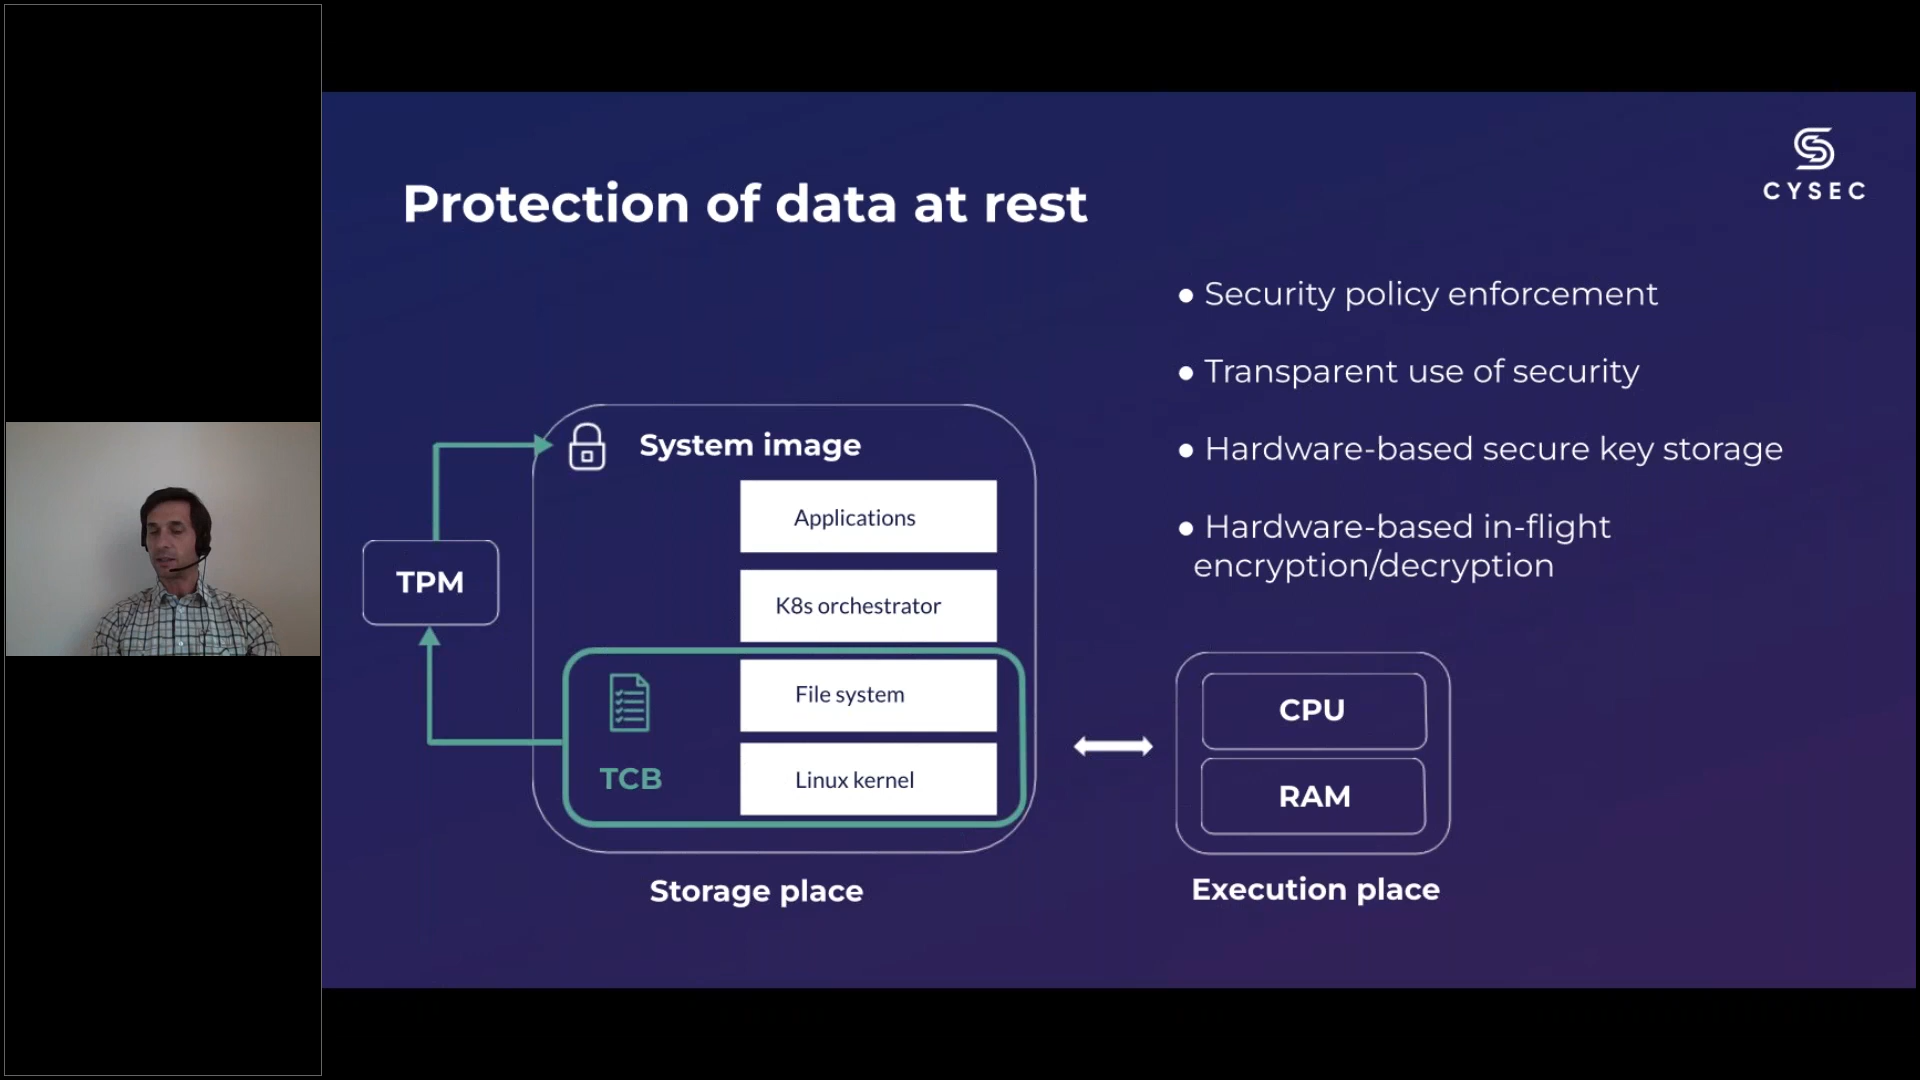 CYSEC
Protection of data at rest
● Security policy enforcement
● Transparent use of security
● Hardware-based secure key storage
● Hardware-based in-flight
encryption/decryption
System image
Applications
TPM
K8s orchestrator
File system
TCB
Linux kernel
CPU
RAM
Storage place
Execution place